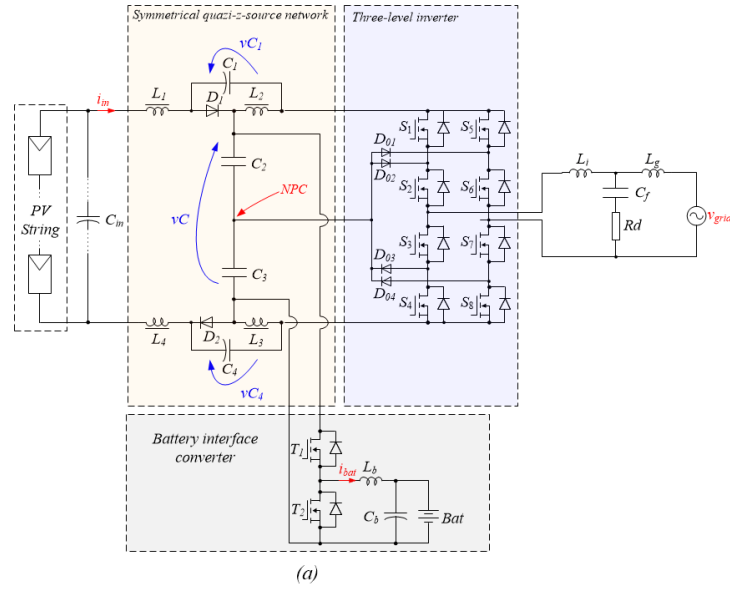 Symmetrical quazi-z-source network
Three-level inverter
vC1
C1
iin
L1
D1
L2
S1
S5
D01
D02
C2
NPC
S2
S6
Li
Lg
Cf
vgrid
Rd
PV
String
Cin
vC
C3
S3
S7
D03
D04
S4
S8
D2
L4
L3
C4
vC4
Battery interface
converter
T1
ibat
Lb
T2
Cb
Bat
(a)